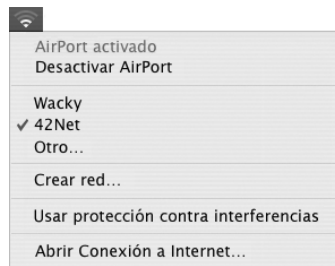 AirPort activado
Desactivar AirPort
Wacky
42Net
Otro...
Crear red...
Usar protección contra interferencias
Abrir Conexión a Internet...